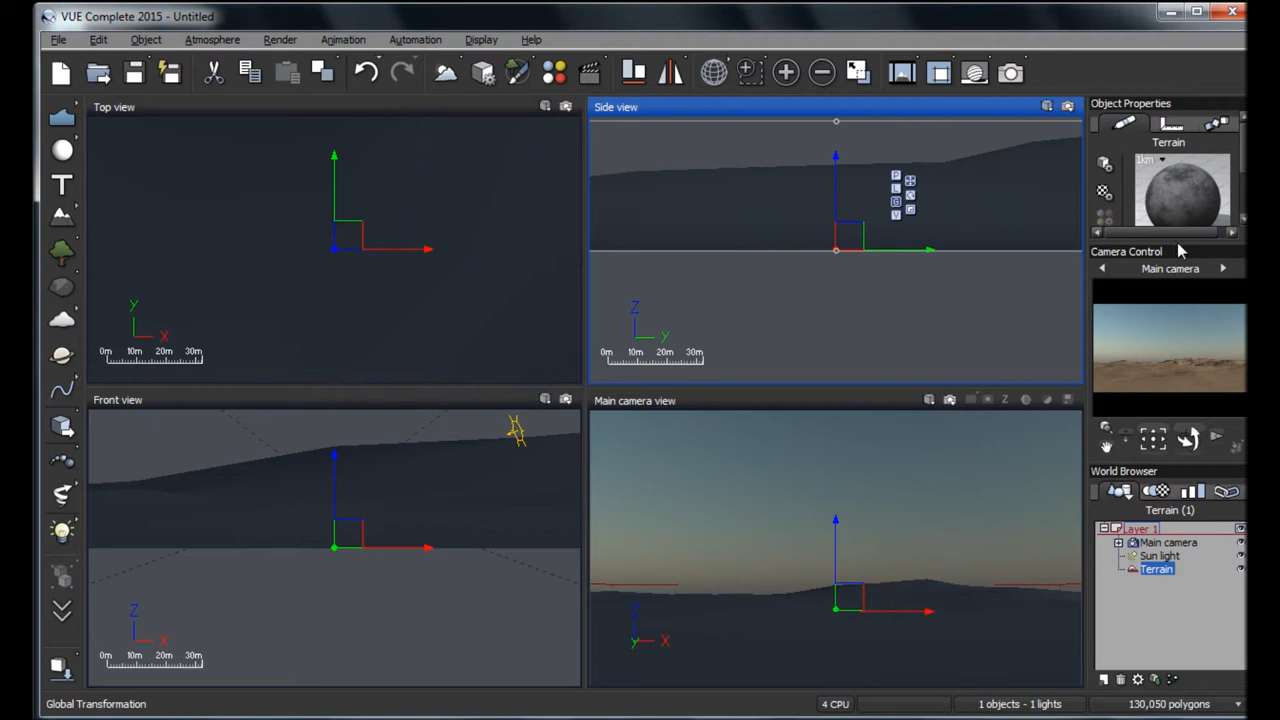 VUE Complete 2015 - Untitled
File Edit Object Atmosphere Render Animation Automation Display Help
Top view
Side view
Object Properties
Terrain
1km
P
L
G
V
Y
X
0m 10m 20m 30m
Z
Y
0m 10m 20m 30m
Camera Control
Main camera
Front view
Main camera view
Z
Z
X
0m 10m 20m 30m
Z
Y
X
World Browser
Terrain (1)
Layer 1
Main camera
Sun light
Terrain
Global Transformation
4 CPU
1 objects - 1 lights
130,050 polygons